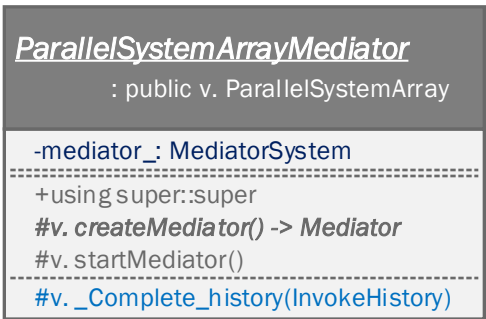 ParallelSystemArrayMediator
: public v. ParallelSystemArray
-mediator_: MediatorSystem
+using super::super
#v. createMediator() -> Mediator
#v. startMediator()
#v. _Complete_history(InvokeHistory)